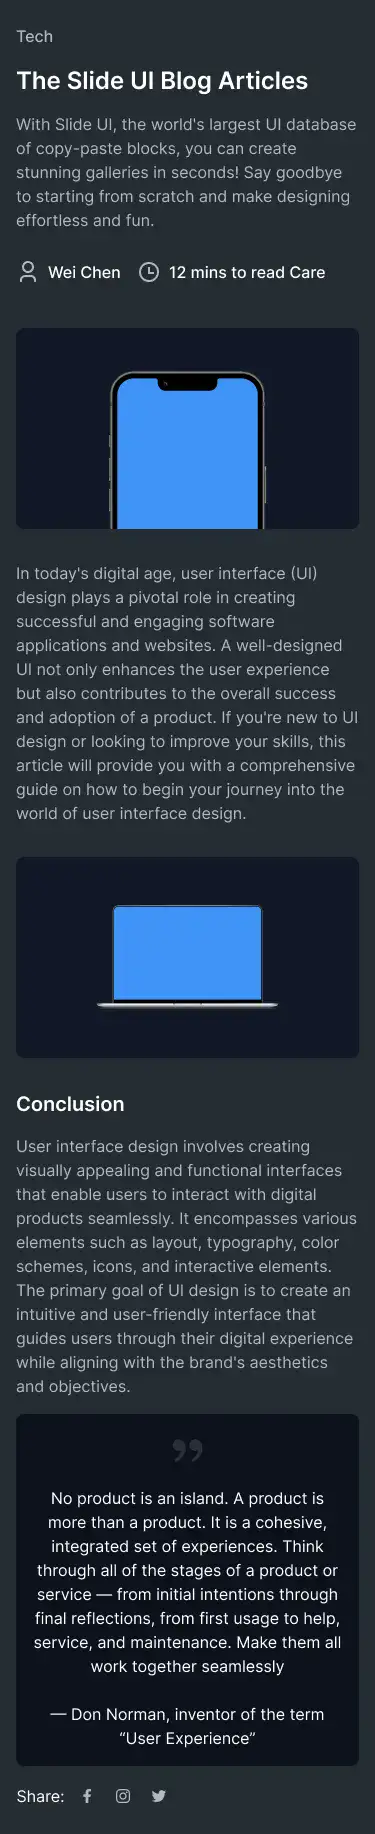 Tech
The Slide UI Blog Articles
With Slide UI, the world's largest UI database
of copy-paste blocks, you can create
stunning galleries in seconds! Say goodbye
to starting from scratch and make designing
effortless and fun.
Wei Chen 12 mins to read Care
In today's digital age, user interface (UI)
design plays a pivotal role in creating
successful and engaging software
applications and websites. A well-designed
UI not only enhances the user experience
but also contributes to the overall success
and adoption of a product. If you're new to UI
design or looking to improve your skills, this
article will provide you with a comprehensive
guide on how to begin your journey into the
world of user interface design.
Conclusion
User interface design involves creating
visually appealing and functional interfaces
that enable users to interact with digital
products seamlessly. It encompasses various
elements such as layout, typography, color
schemes, icons, and interactive elements.
The primary goal of UI design is to create an
intuitive and user-friendly interface that
guides users through their digital experience
while aligning with the brand's aesthetics
and objectives.
”
No product is an island. A product is
more than a product. It is a cohesive,
integrated set of experiences. Think
through all of the stages of a product or
service — from initial intentions through
final reflections, from first usage to help,
service, and maintenance. Make them all
work together seamlessly
— Don Norman, inventor of the term
“User Experience”
Share: